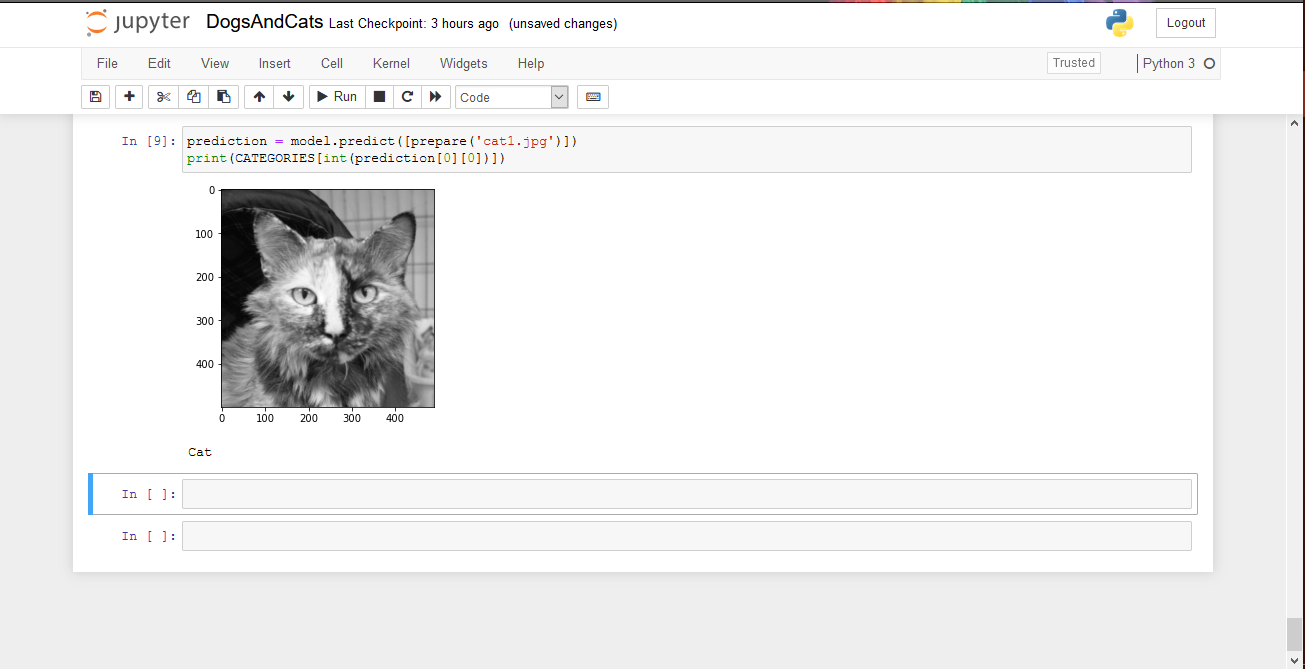 jupyter DogsAndCats Last Checkpoint: 3 hours ago (unsaved changes) Logout
File Edit View Insert Cell Kernel Widgets Help Trusted Python 3
Run Code
In [9]: prediction = model.predict([prepare('cat1.jpg')])
print(CATEGORIES[int(prediction[0][0])])
0
100
200
300
400
0 100 200 300 400
Cat
In [ ]:
In [ ]: